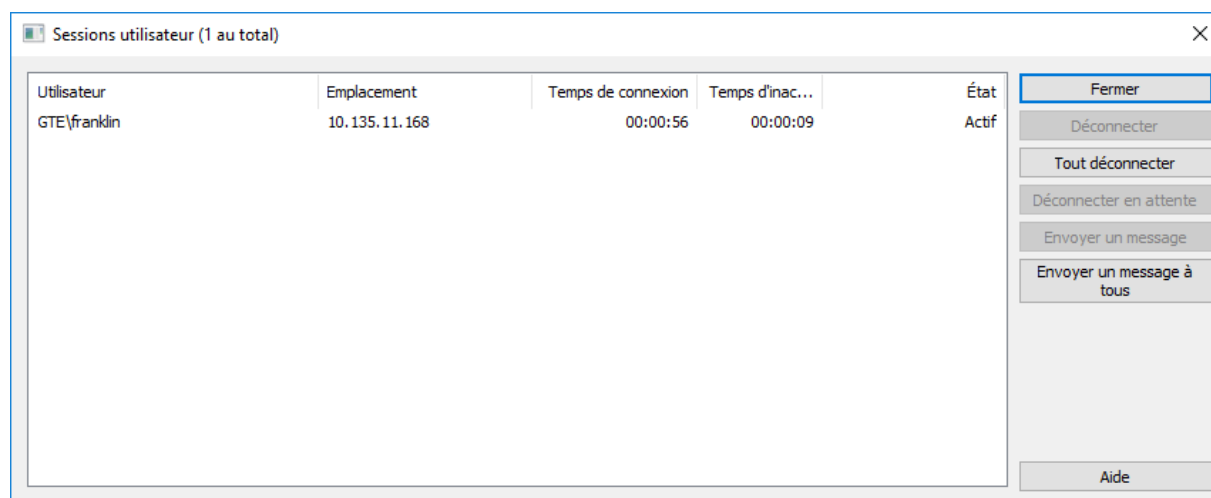 Sessions utilisateur (1 au total)
Utilisateur Emplacement Temps de connexion Temps d'inac... État
GTE\franklin 10.135.11.168 00:00:56 00:00:09 Actif
Fermer
Déconnecter
Tout déconnecter
Déconnecter en attente
Envoyer un message
Envoyer un message à
tous
Aide